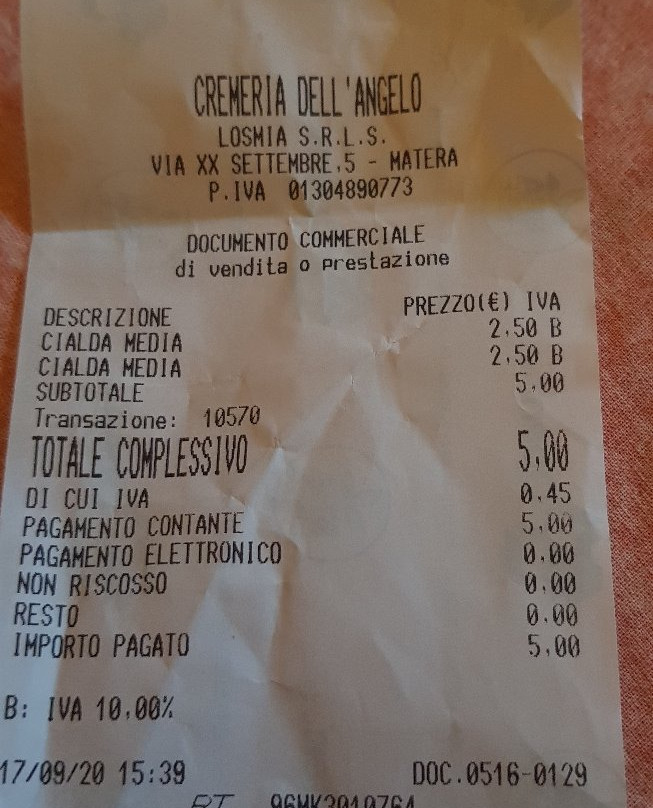 CREMERIA DELL'ANGELO
LOSMIA S.R.L.S.
VIA XX SETTEMBRE,5 - MATERA
P.IVA 01304890773
DOCUMENTO COMMERCIALE
di vendita o prestazione
DESCRIZIONE PREZZO(€) IVA
CIALDA MEDIA 2,50 B
CIALDA MEDIA 2,50 B
SUBTOTALE 5,00
Transazione: 10570
TOTALE COMPLESSIVO 5,00
DI CUI IVA 0,45
PAGAMENTO CONTANTE 5,00
PAGAMENTO ELETTRONICO 0,00
NON RISCOSSO 0,00
RESTO 0,00
IMPORTO PAGATO 5,00
B: IVA 10,00%
17/09/20 15:39 DOC.0516-0129
RT